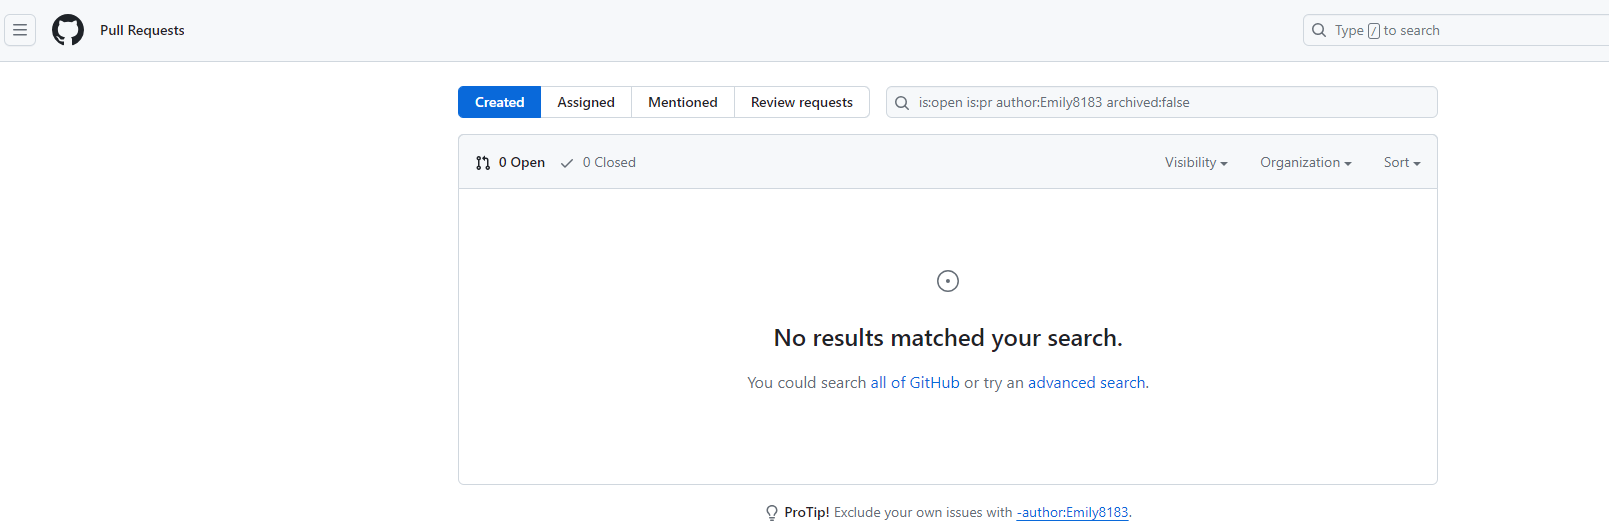 Pull Requests
Type / to search
Created Assigned Mentioned Review requests
is:open is:pr author:Emily8183 archived:false
0 Open 0 Closed
Visibility Organization Sort
No results matched your search.
You could search all of GitHub or try an advanced search.
ProTip! Exclude your own issues with -author:Emily8183.